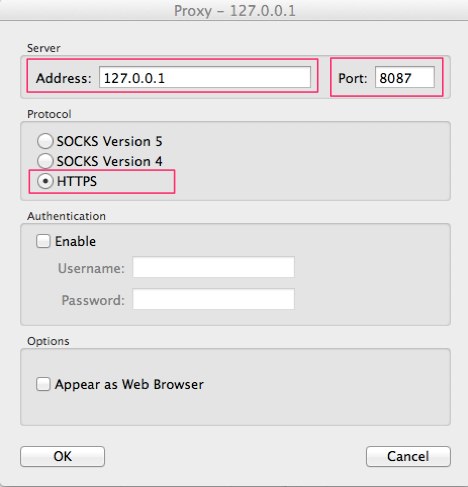 Proxy – 127.0.0.1
Server
Address: 127.0.0.1 Port: 8087
Protocol
SOCKS Version 5
SOCKS Version 4
HTTPS
Authentication
Enable
Username:
Password:
Options
Appear as Web Browser
OK Cancel